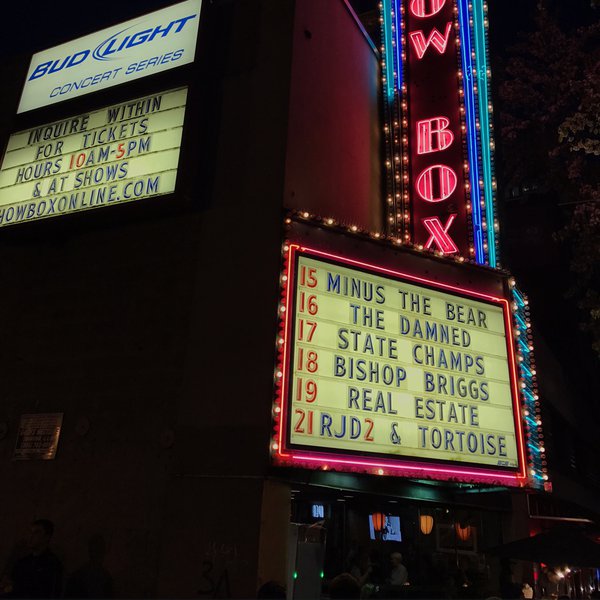 BUD LIGHT
CONCERT SERIES
INQUIRE WITHIN
FOR TICKETS
HOURS 10AM-5PM
& AT SHOWS
HOWBOXONLINE.COM
OW BOX
15 MINUS THE BEAR
16 THE DAMNED
17 STATE CHAMPS
18 BISHOP BRIGGS
19 REAL ESTATE
21 RJD2 & TORTOISE